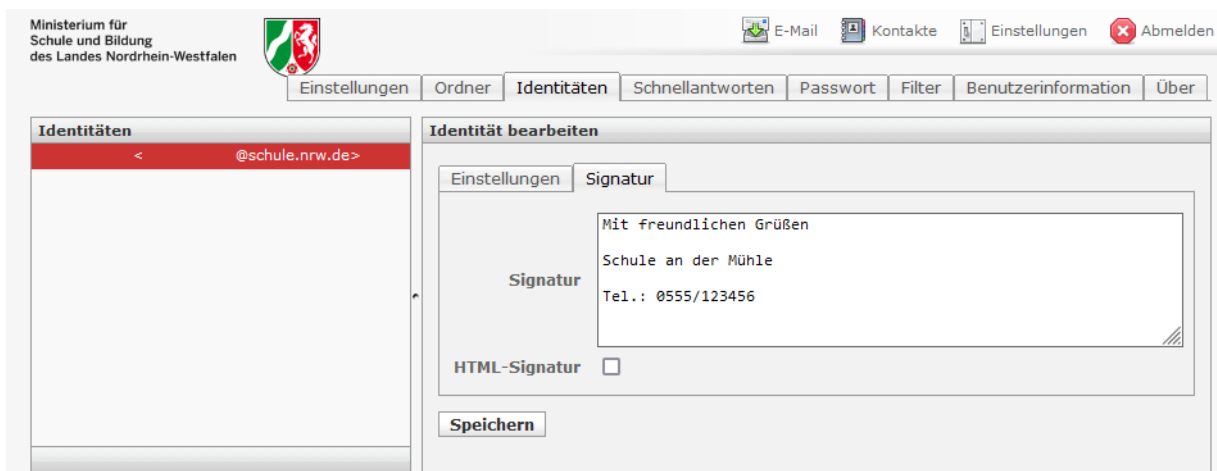 Ministerium für
Schule und Bildung
des Landes Nordrhein-Westfalen
E-Mail Kontakte Einstellungen Abmelden
Einstellungen Ordner Identitäten Schnellantworten Passwort Filter Benutzerinformation Über
Identitäten
< @schule.nrw.de>
Identität bearbeiten
Einstellungen Signatur
Signatur
Mit freundlichen Grüßen
Schule an der Mühle
Tel.: 0555/123456
HTML-Signatur
Speichern